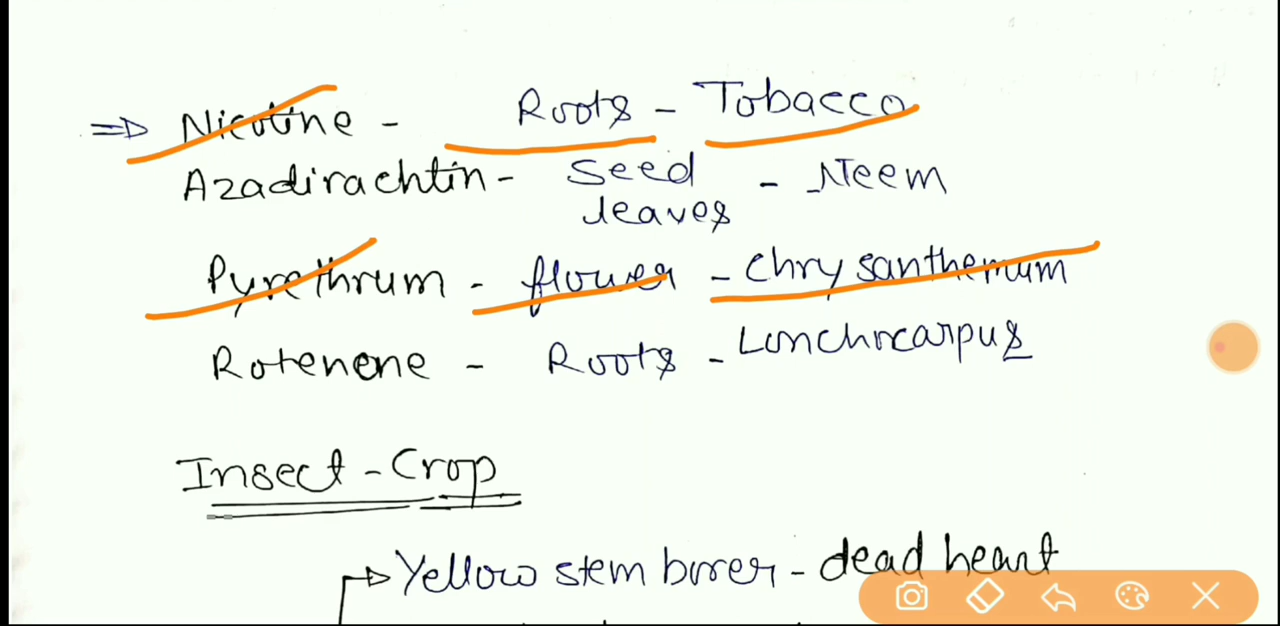 ⇒ Nicotine - Roots - Tobacco
Azadirachtin - Seed - Neem
leaves
Pyrethrum - flower - Chrysanthemum
Rotenone - Roots - Lonchocarpus
Insect - Crop
→ Yellow stem borer - dead heart